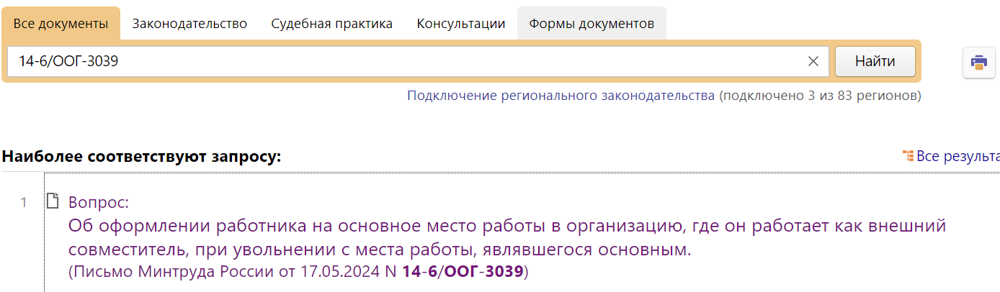 Все документы Законодательство Судебная практика Консультации Формы документов
14-6/ООГ-3039 Найти
Подключение регионального законодательства (подключено 3 из 83 регионов)
Наиболее соответствуют запросу: Все результа
1 Вопрос:
Об оформлении работника на основное место работы в организацию, где он работает как внешний
совместитель, при увольнении с места работы, являвшегося основным.
(Письмо Минтруда России от 17.05.2024 N 14-6/ООГ-3039)